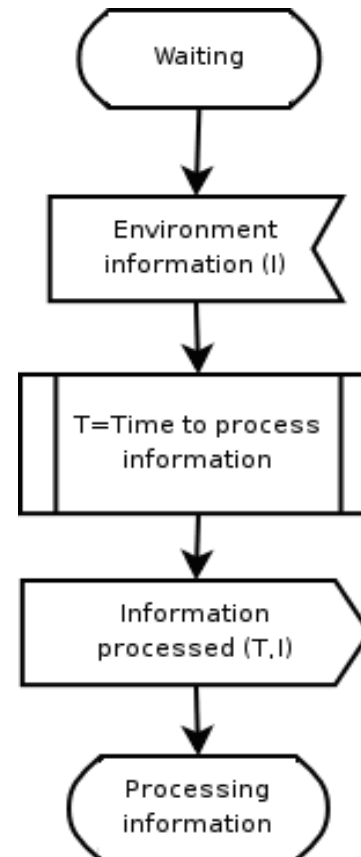 Waiting
Environment
information (I)
T=Time to process
information
Information
processed (T,I)
Processing
information